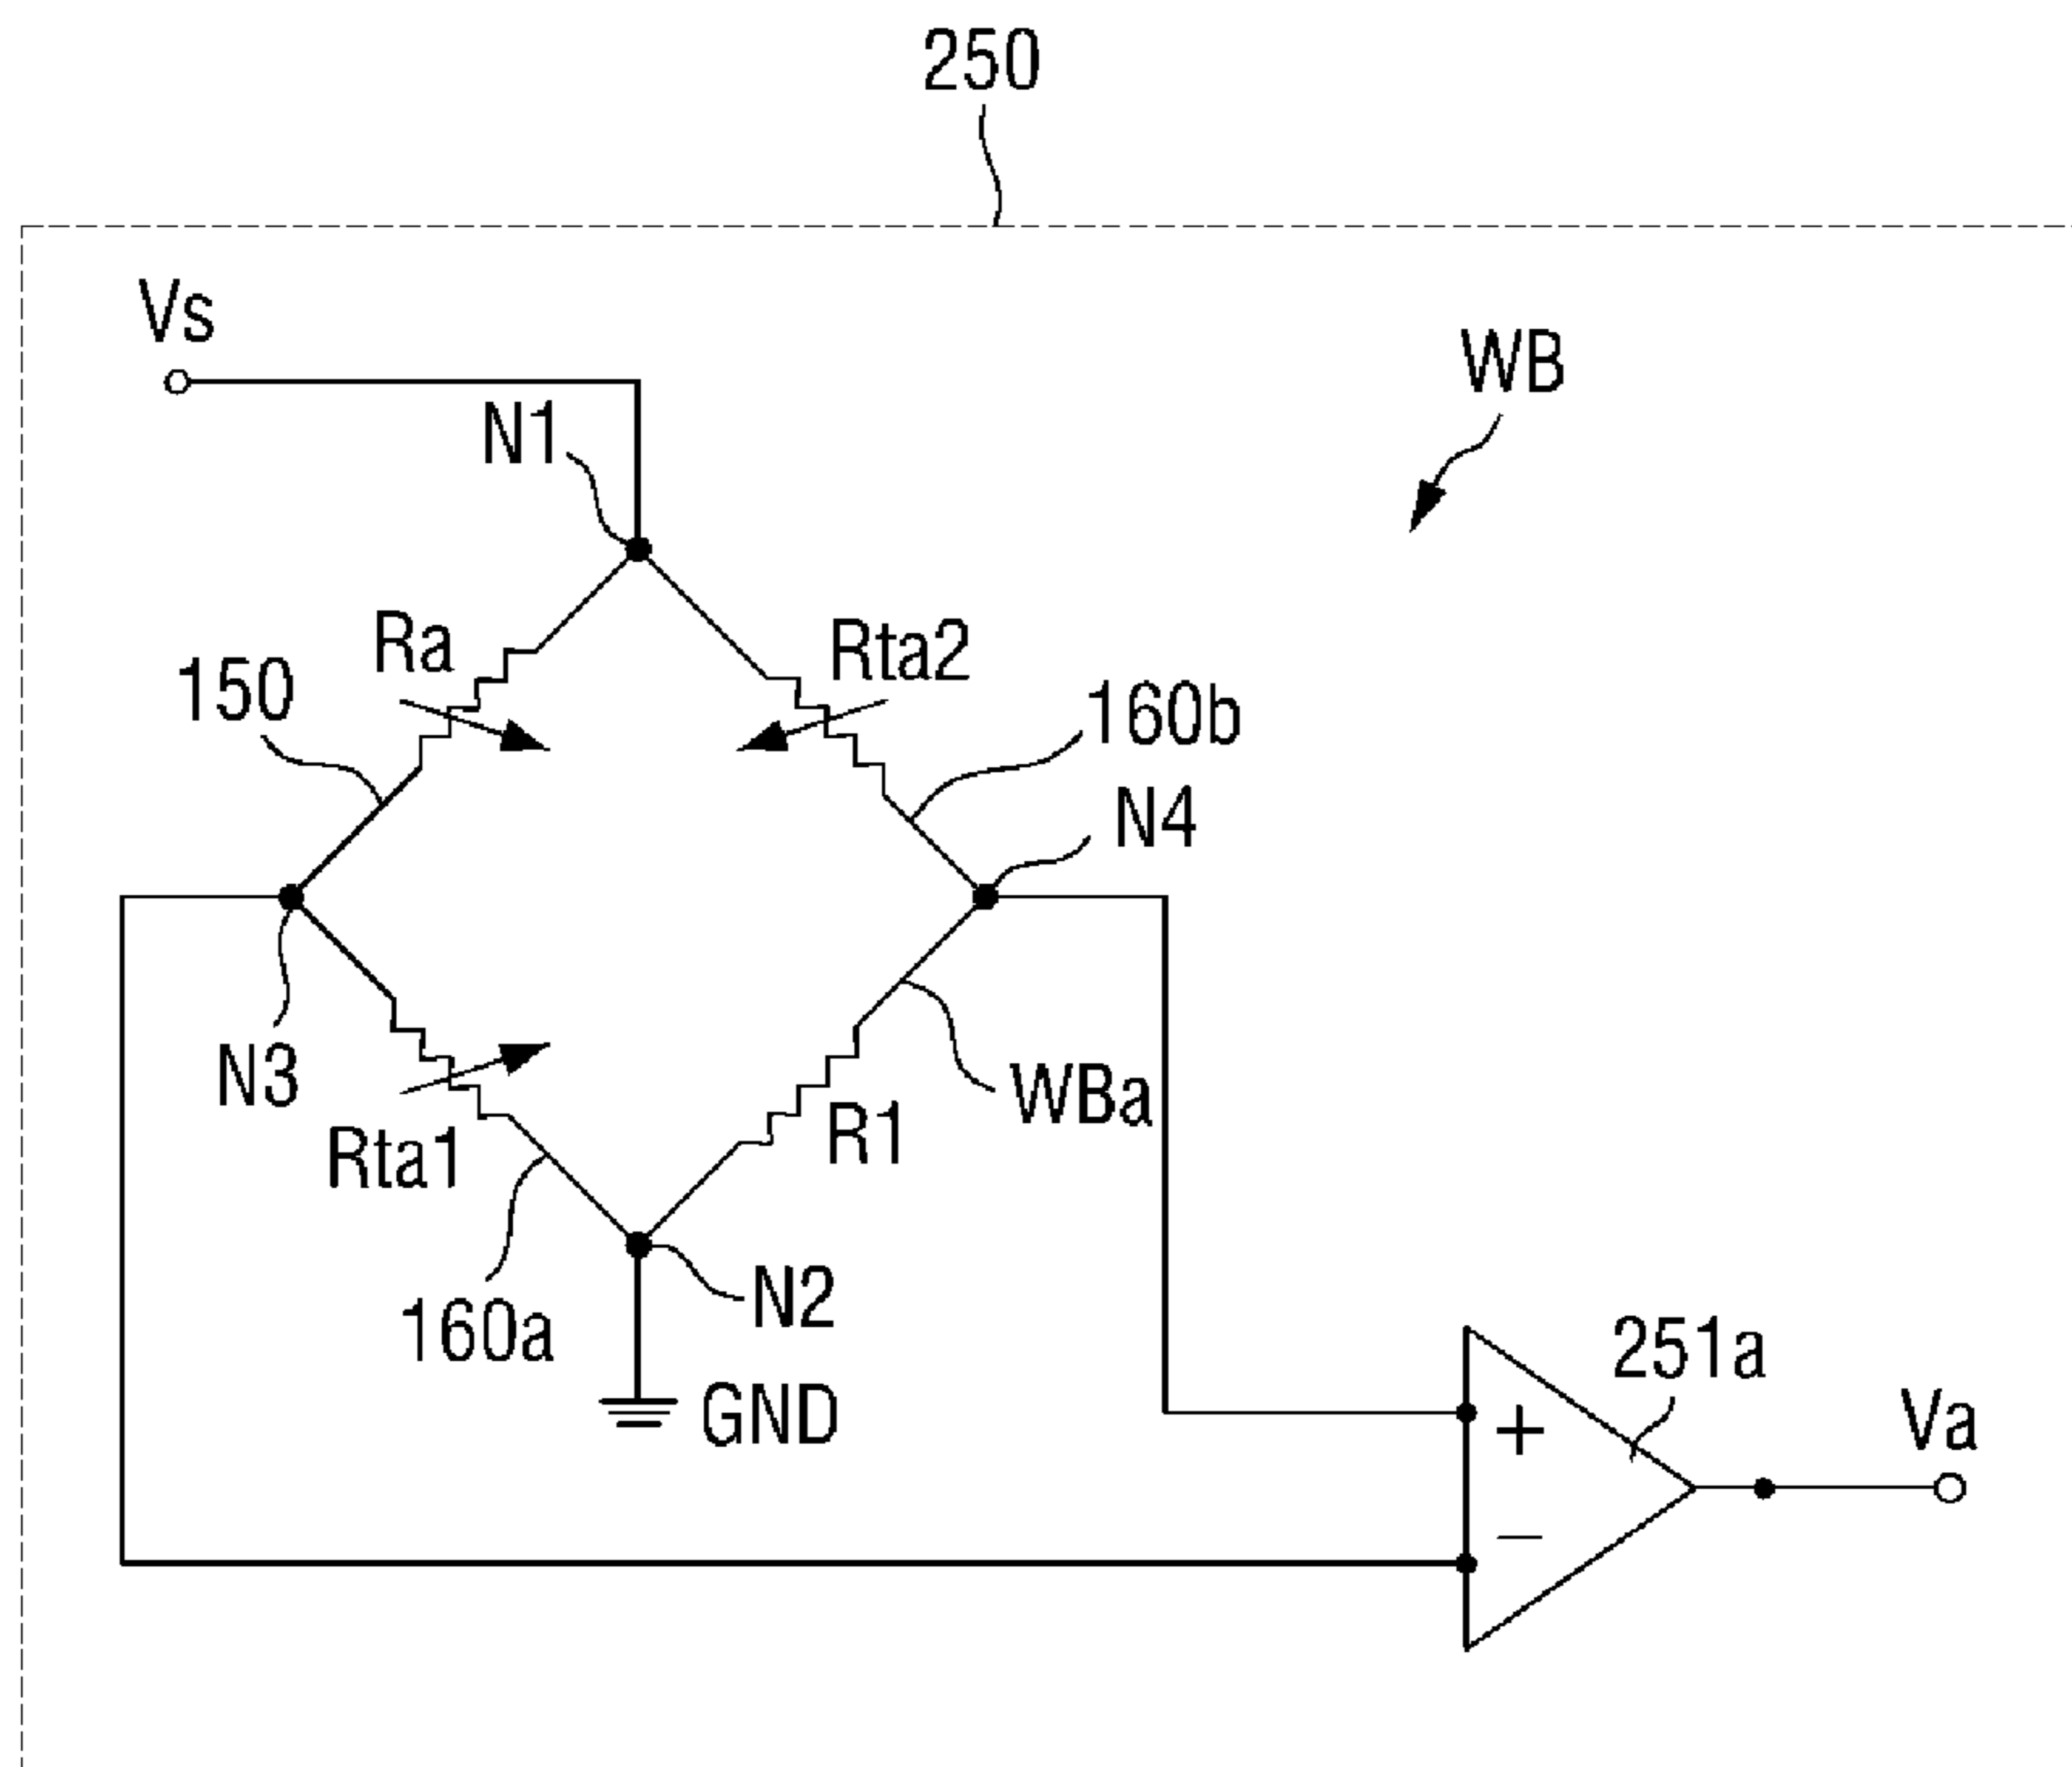 250
Vs
WB
N1
Ra
Rta2
150
160b
N4
N3
WBa
R1
Rta1
N2
160a
GND
251a
Va
+
−